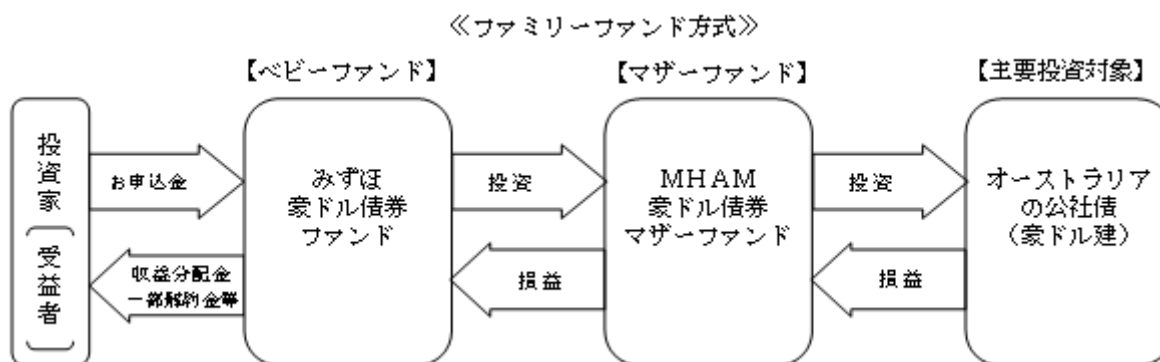 ≪ファミリーファンド方式≫
【ベビーファンド】
【マザーファンド】
【主要投資対象】
投資家
受益者
お申込金
収益分配金
一部解約金等
みずほ
豪ドル債券
ファンド
投資
損益
MHAM
豪ドル債券
マザーファンド
投資
損益
オーストラリア
の公社債
(豪ドル建)